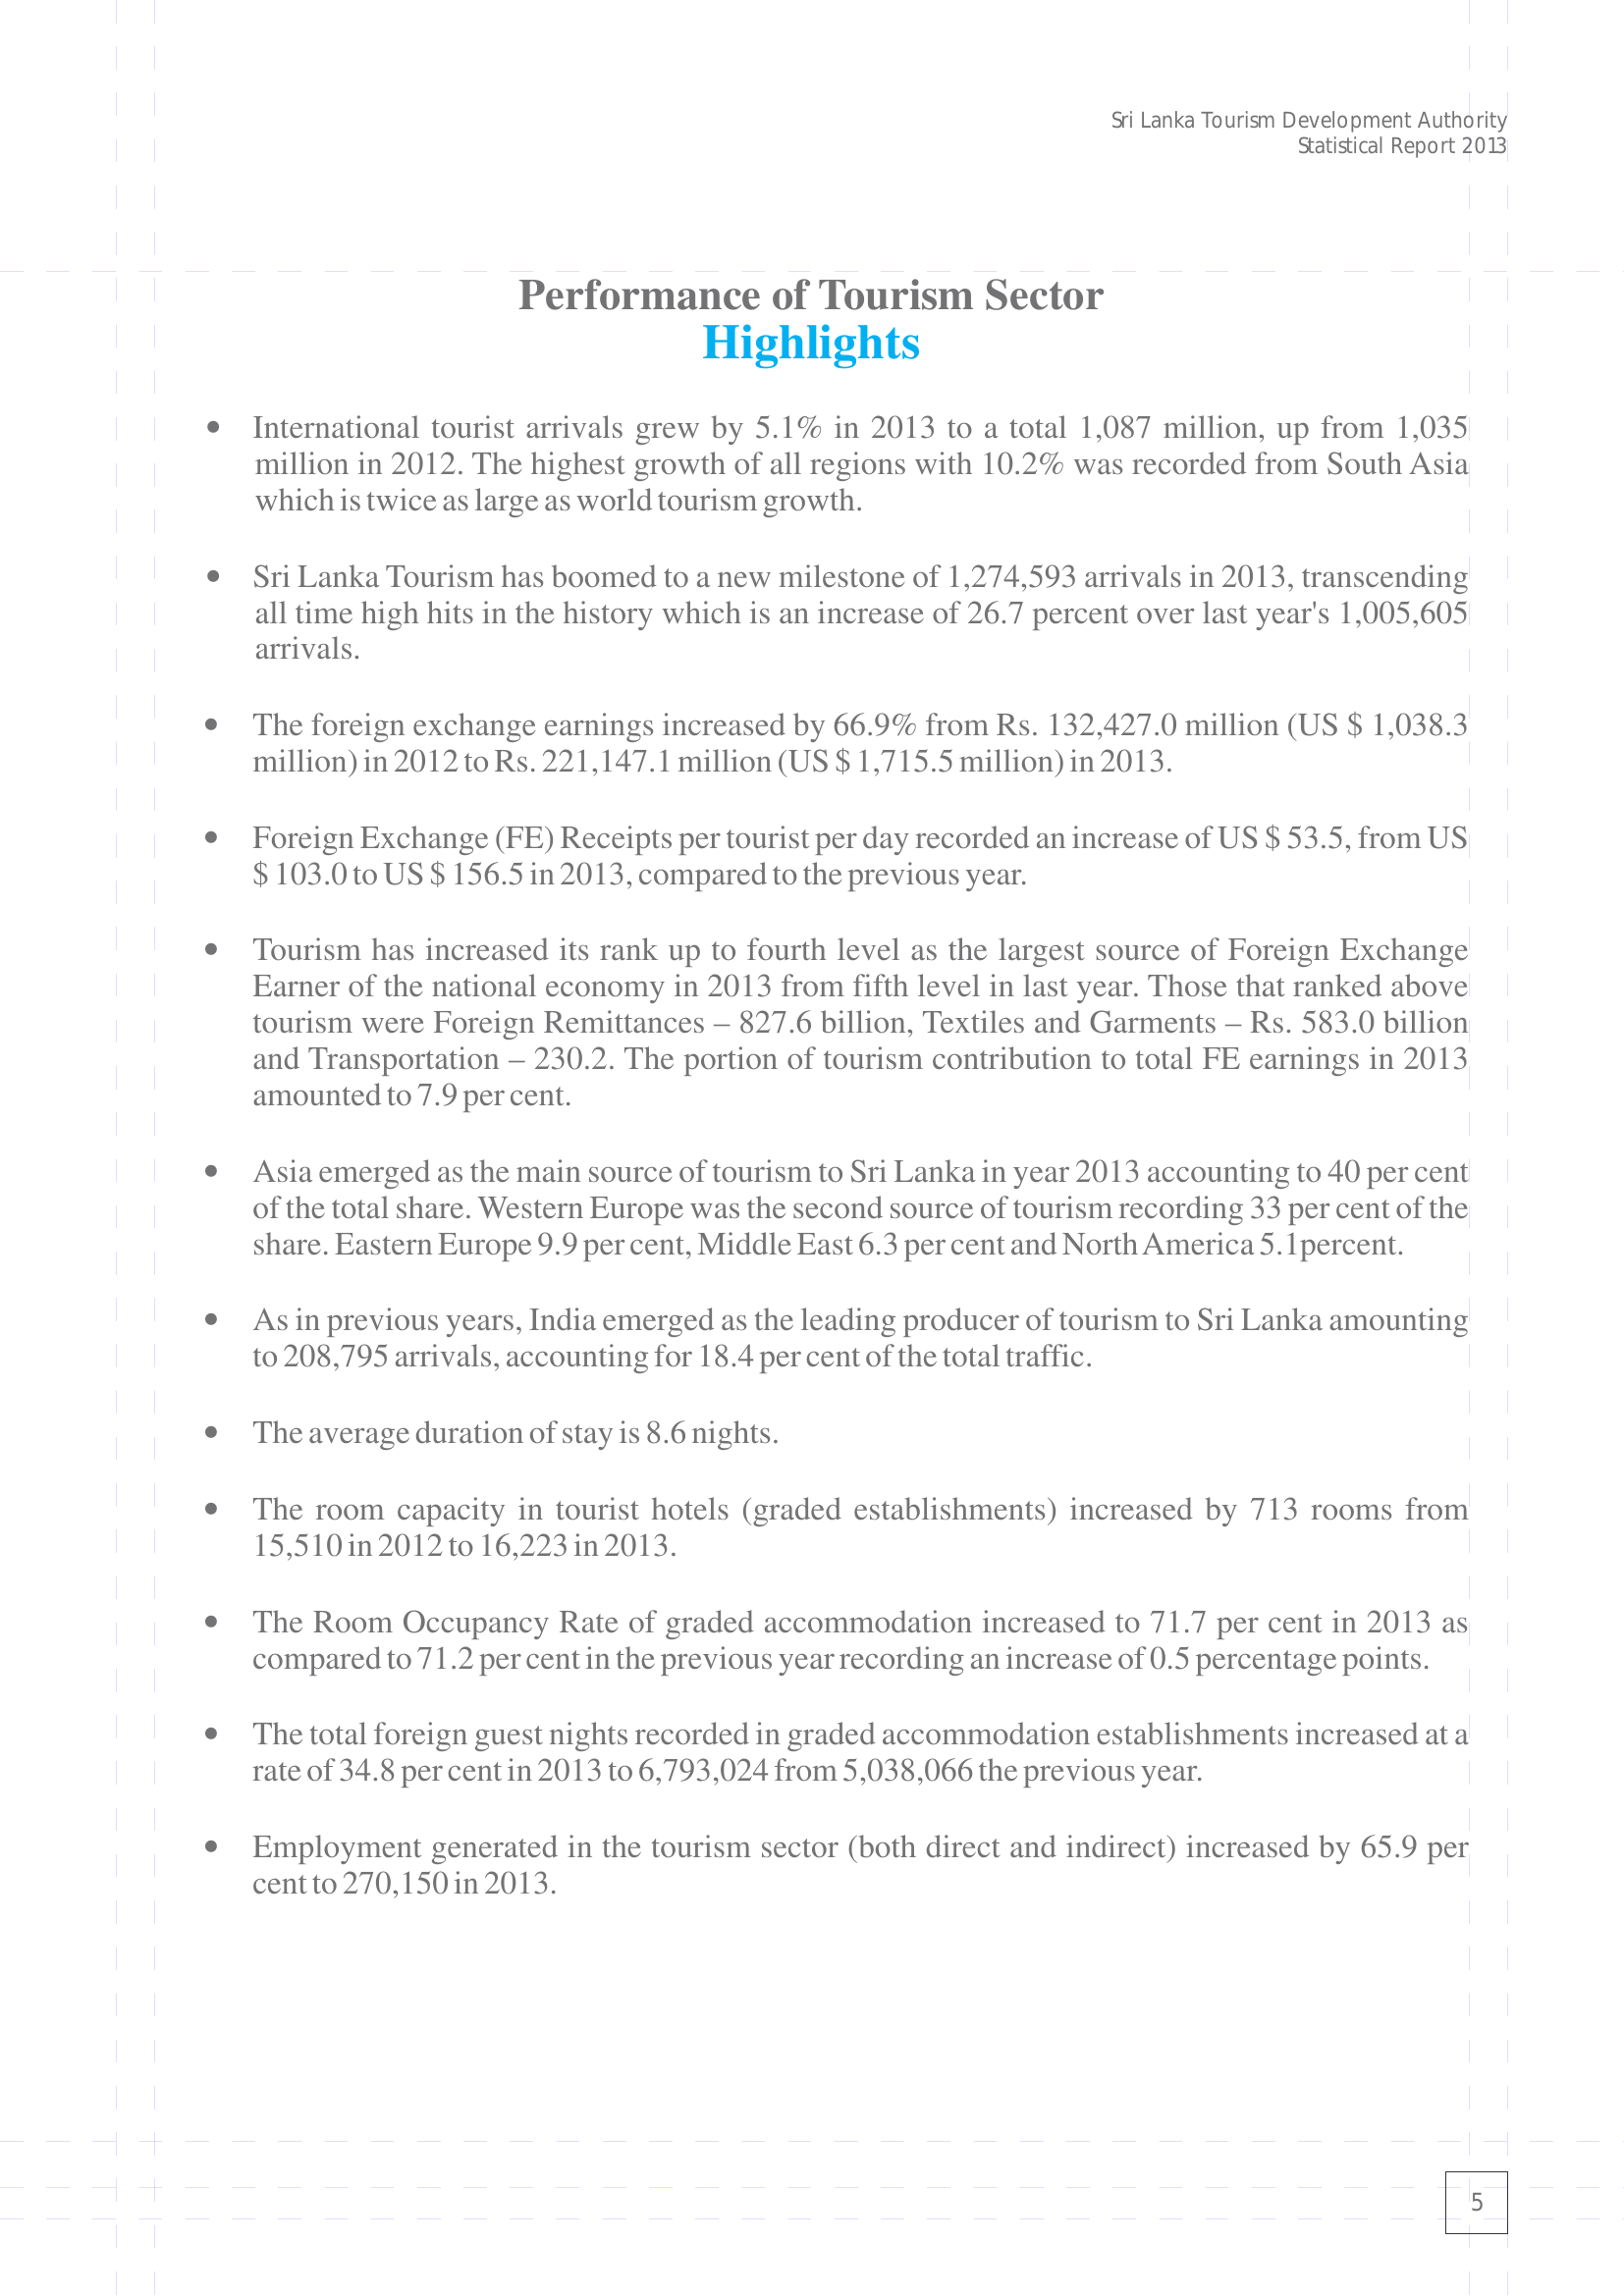 Sri Lanka Tourism Development Authority
Statistical Report 2013
Performance of Tourism Sector
Highlights
• International tourist arrivals grew by 5.1% in 2013 to a total 1,087 million, up from 1,035
million in 2012. The highest growth of all regions with 10.2% was recorded from South Asia
which is twice as large as world tourism growth.
• Sri Lanka Tourism has boomed to a new milestone of 1,274,593 arrivals in 2013, transcending
all time high hits in the history which is an increase of 26.7 percent over last year's 1,005,605
arrivals.
• The foreign exchange earnings increased by 66.9% from Rs. 132,427.0 million (US $ 1,038.3
million) in 2012 to Rs. 221,147.1 million (US $ 1,715.5 million) in 2013.
• Foreign Exchange (FE) Receipts per tourist per day recorded an increase of US $ 53.5, from US
$ 103.0 to US $ 156.5 in 2013, compared to the previous year.
• Tourism has increased its rank up to fourth level as the largest source of Foreign Exchange
Earner of the national economy in 2013 from fifth level in last year. Those that ranked above
tourism were Foreign Remittances – 827.6 billion, Textiles and Garments – Rs. 583.0 billion
and Transportation – 230.2. The portion of tourism contribution to total FE earnings in 2013
amounted to 7.9 per cent.
• Asia emerged as the main source of tourism to Sri Lanka in year 2013 accounting to 40 per cent
of the total share. Western Europe was the second source of tourism recording 33 per cent of the
share. Eastern Europe 9.9 per cent, Middle East 6.3 per cent and North America 5.1percent.
• As in previous years, India emerged as the leading producer of tourism to Sri Lanka amounting
to 208,795 arrivals, accounting for 18.4 per cent of the total traffic.
• The average duration of stay is 8.6 nights.
• The room capacity in tourist hotels (graded establishments) increased by 713 rooms from
15,510 in 2012 to 16,223 in 2013.
• The Room Occupancy Rate of graded accommodation increased to 71.7 per cent in 2013 as
compared to 71.2 per cent in the previous year recording an increase of 0.5 percentage points.
• The total foreign guest nights recorded in graded accommodation establishments increased at a
rate of 34.8 per cent in 2013 to 6,793,024 from 5,038,066 the previous year.
• Employment generated in the tourism sector (both direct and indirect) increased by 65.9 per
cent to 270,150 in 2013.
5